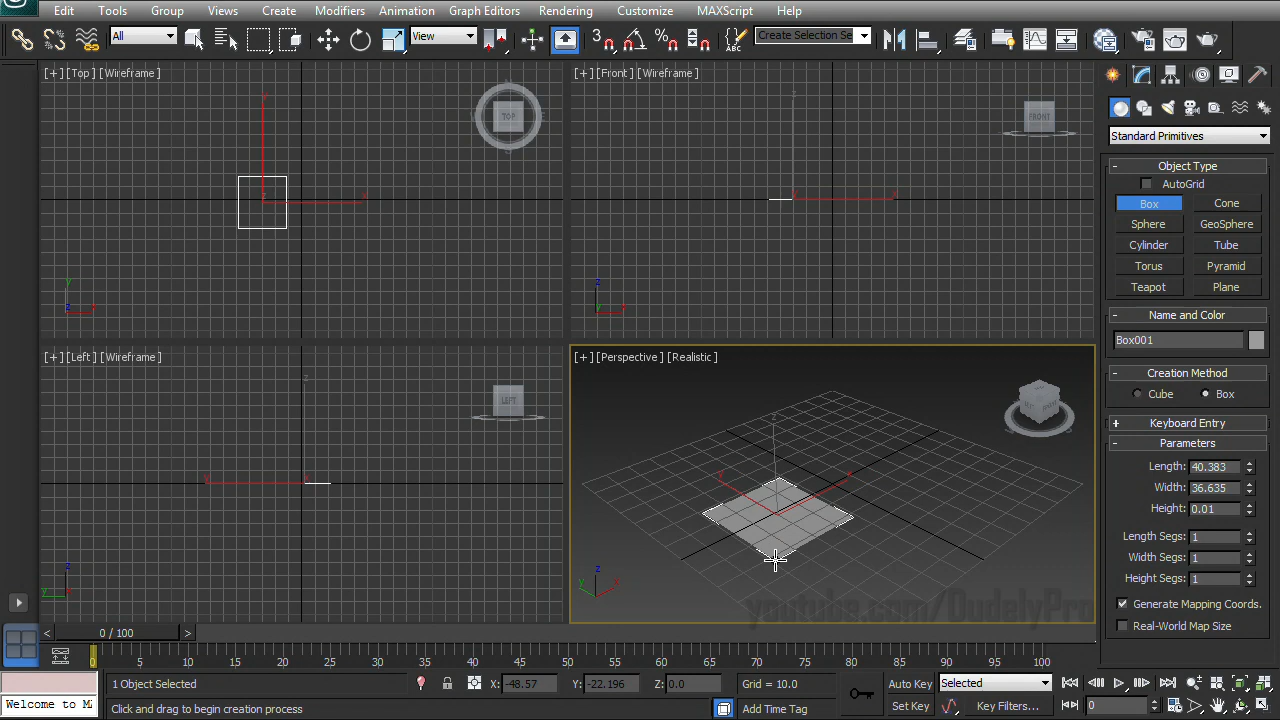 Edit Tools Group Views Create Modifiers Animation Graph Editors Rendering Customize MAXScript Help
All View 3 Create Selection Se
[+] [Top] [Wireframe] [+] [Front] [Wireframe]
TOP FRONT
Standard Primitives
- Object Type
AutoGrid
Box Cone
Sphere GeoSphere
Cylinder Tube
Torus Pyramid
Teapot Plane
- Name and Color
Box001
[+] [Left] [Wireframe] [+] [Perspective] [Realistic]
LEFT
- Creation Method
Cube Box
+ Keyboard Entry
- Parameters
Length: 40.383
Width: 36.635
Height: 0.01
Length Segs: 1
Width Segs: 1
Height Segs: 1
Generate Mapping Coords.
Real-World Map Size
youtube.com/OudalyPro
< 0 / 100 >
0 5 10 15 20 25 30 35 40 45 50 55 60 65 70 75 80 85 90 95 100
1 Object Selected X: -48.57 Y: -22.196 Z: 0.0 Grid = 10.0 Auto Key Selected
Welcome to MA Click and drag to begin creation process Add Time Tag Set Key Key Filters... 0